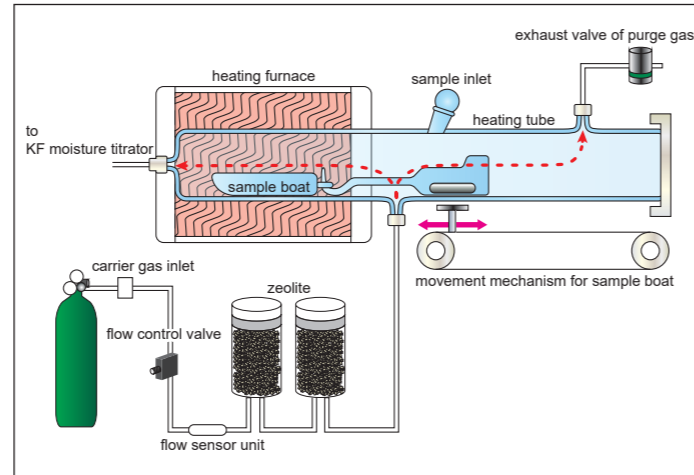 exhaust valve of purge gas
heating furnace
sample inlet
heating tube
to
KF moisture titrator
sample boat
carrier gas inlet
zeolite
movement mechanism for sample boat
flow control valve
flow sensor unit